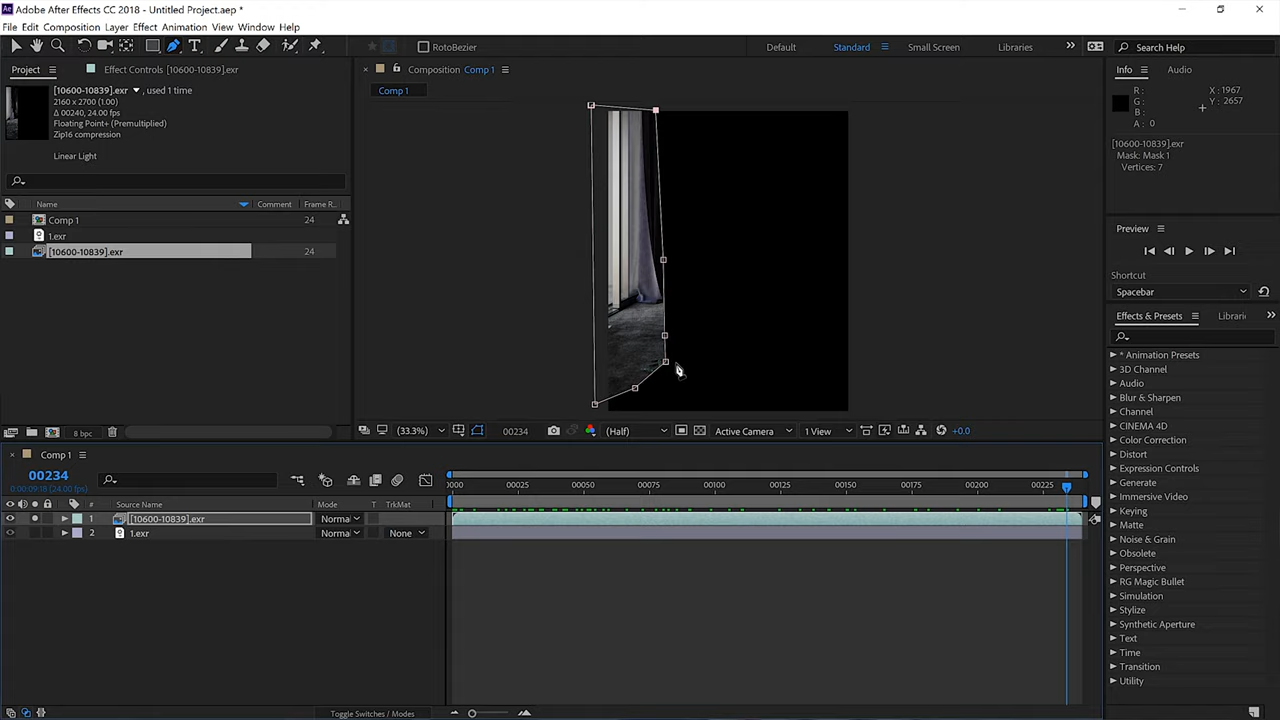 Adobe After Effects CC 2018 - Untitled Project.aep *
File Edit Composition Layer Effect Animation View Window Help
RotoBezier
Default
Standard
Small Screen
Libraries
Search Help
Project
Effect Controls [10600-10839].exr
[10600-10839].exr , used 1 time
2160 x 2700 (1.00)
Δ 00240, 24.00 fps
Floating Point+ (Premultiplied)
Zip16 compression
Linear Light
Name
Comment
Frame R
Comp 1
24
1.exr
[10600-10839].exr
24
8 bpc
Composition Comp 1
Comp 1
(33.3%)
00234
(Half)
Active Camera
1 View
+0.0
Info
Audio
R :
G :
B :
A : 0
X : 1967
Y : 2657
[10600-10839].exr
Mask: Mask 1
Vertices: 7
Preview
Shortcut
Spacebar
Effects & Presets
Librari
* Animation Presets
3D Channel
Audio
Blur & Sharpen
Channel
CINEMA 4D
Color Correction
Distort
Expression Controls
Generate
Immersive Video
Keying
Matte
Noise & Grain
Obsolete
Perspective
RG Magic Bullet
Simulation
Stylize
Synthetic Aperture
Text
Time
Transition
Utility
Comp 1
00234
0:00:09:18 (24.00 fps)
#
Source Name
Mode
T
TrkMat
1
[10600-10839].exr
Norma
2
1.exr
Norma
None
0000
00025
00050
00075
00100
00125
00150
00175
00200
00225
Toggle Switches / Modes